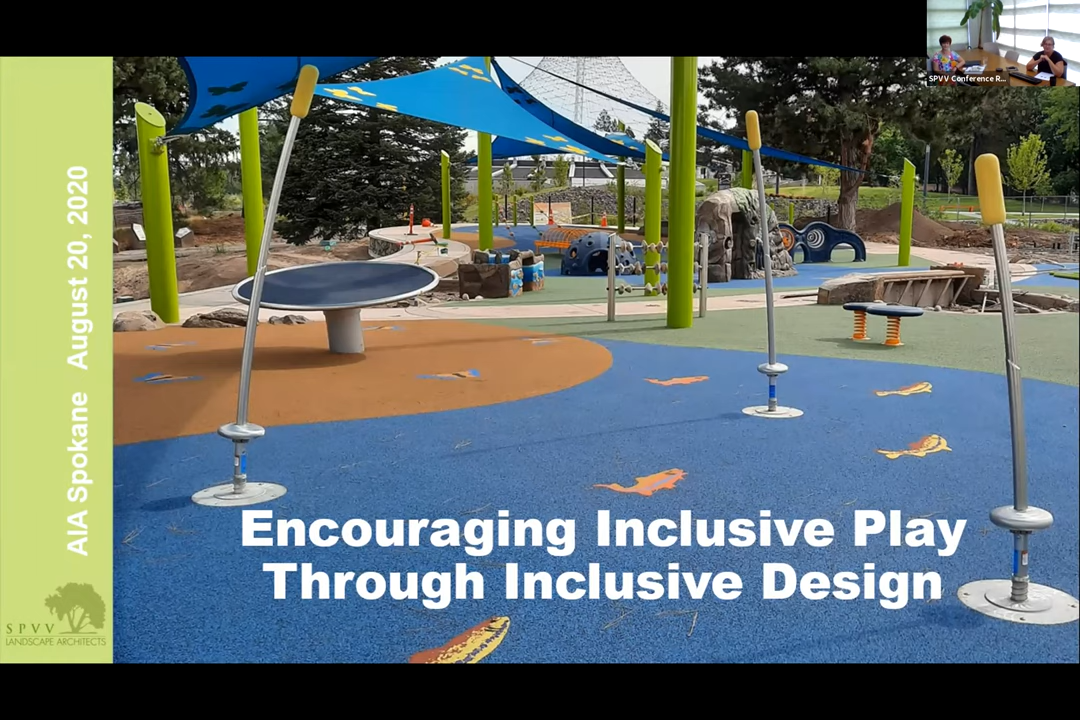 SPVV Conference R...
AIA Spokane August 20, 2020
Encouraging Inclusive Play
Through Inclusive Design
SPVV
LANDSCAPE ARCHITECTS